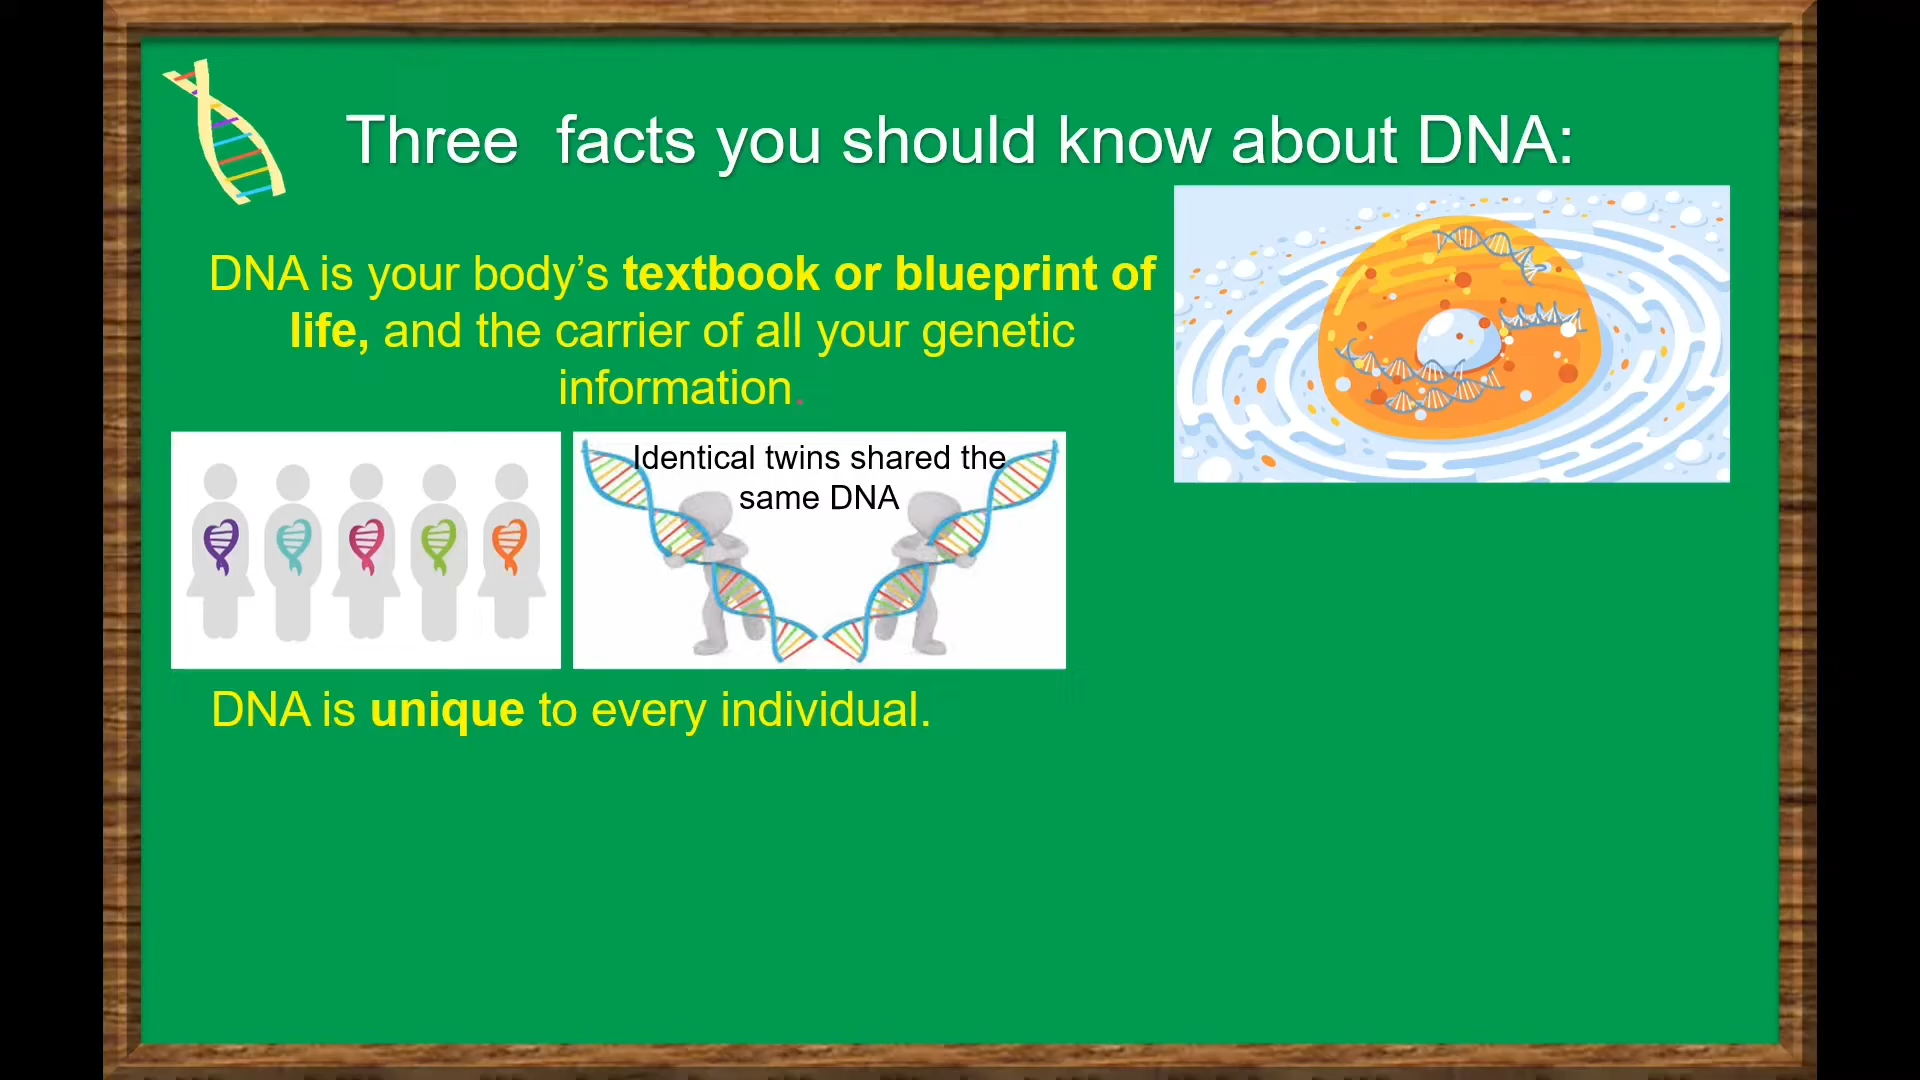 Three  facts you should know about DNA:
DNA is your body’s textbook or blueprint of
life, and the carrier of all your genetic
information.
Identical twins shared the
same DNA
DNA is unique to every individual.